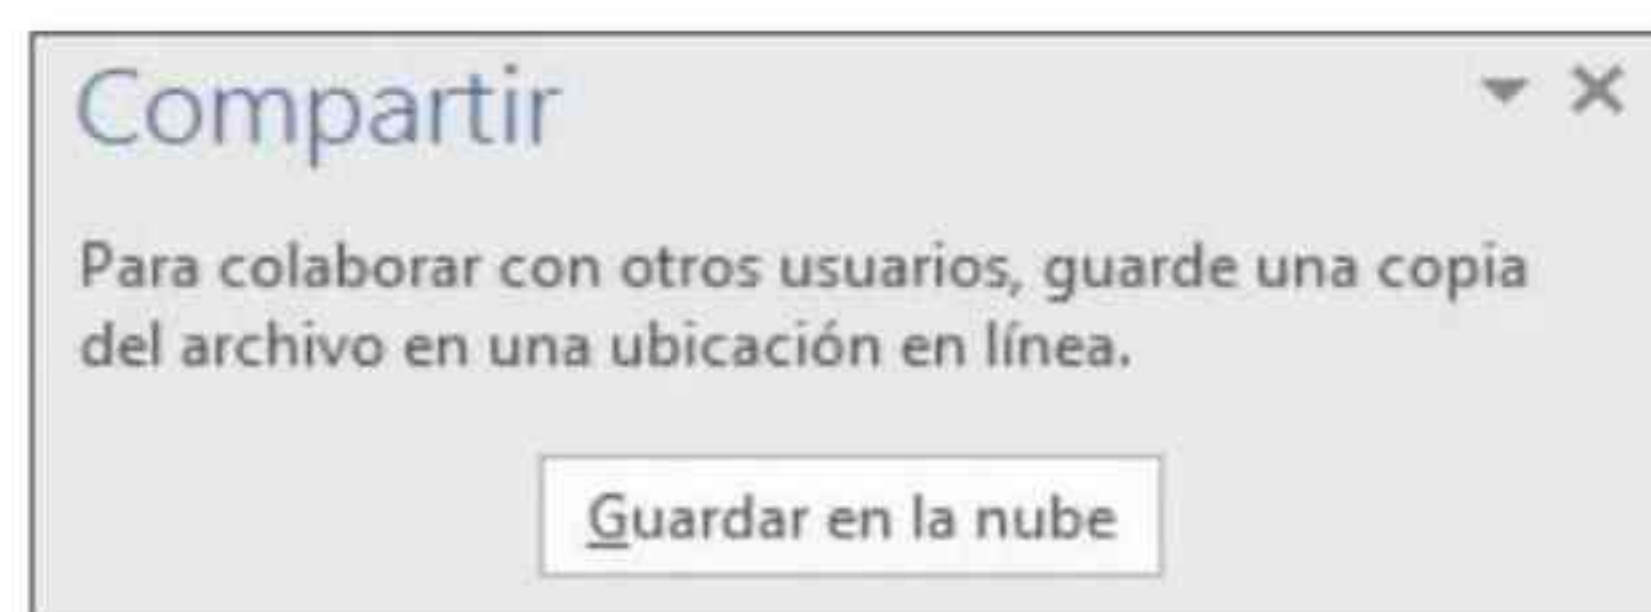 Compartir
Para colaborar con otros usuarios, guarde una copia
del archivo en una ubicación en línea.
Guardar en la nube